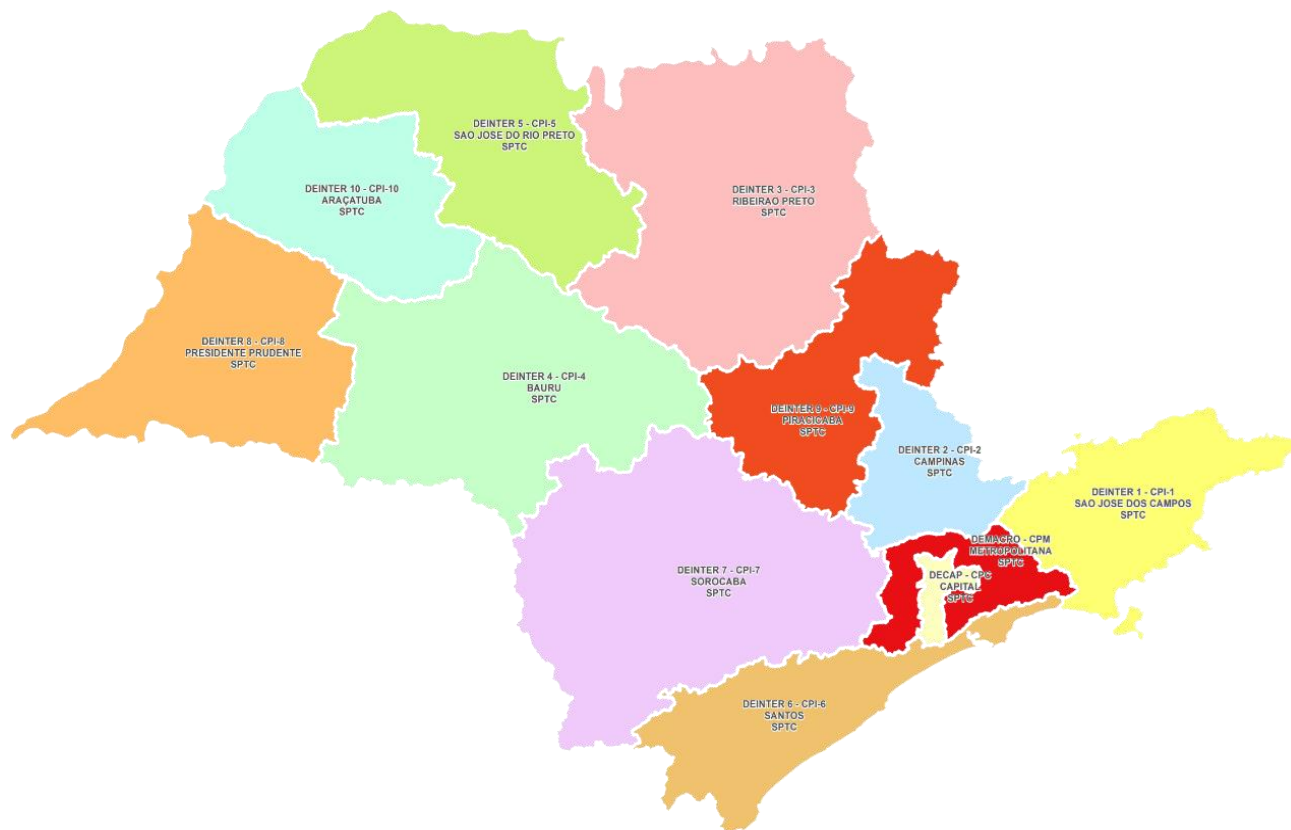 DEINTER 5 - CPI-5
SAO JOSE DO RIO PRETO
SPTC
DEINTER 10 - CPI-10
ARAÇATUBA
SPTC
DEINTER 3 - CPI-3
RIBEIRAO PRETO
SPTC
DEINTER 8 - CPI-8
PRESIDENTE PRUDENTE
SPTC
DEINTER 4 - CPI-4
BAURU
SPTC
DEINTER 9 - CPI-9
PIRACICABA
SPTC
DEINTER 2 - CPI-2
CAMPINAS
SPTC
DEINTER 1 - CPI-1
SAO JOSE DOS CAMPOS
SPTC
DEMACRO - CPM
METROPOLITANA
SPTC
DECAP - CPC
CAPITAL
SPTC
DEINTER 7 - CPI-7
SOROCABA
SPTC
DEINTER 6 - CPI-6
SANTOS
SPTC